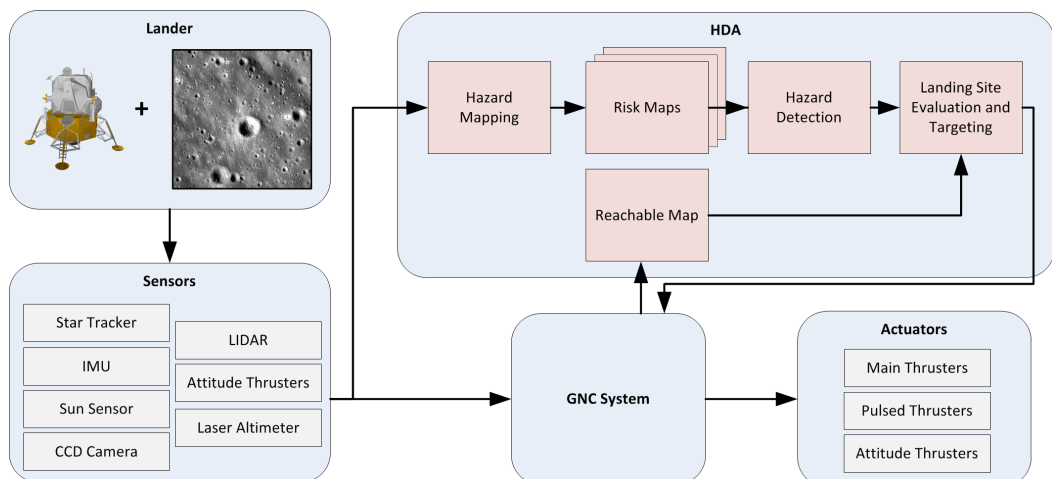 Lander
+
HDA
Hazard
Mapping
Risk Maps
Hazard
Detection
Landing Site
Evaluation and
Targeting
Reachable Map
Sensors
Star Tracker
IMU
Sun Sensor
CCD Camera
LIDAR
Attitude Thrusters
Laser Altimeter
GNC System
Actuators
Main Thrusters
Pulsed Thrusters
Attitude Thrusters